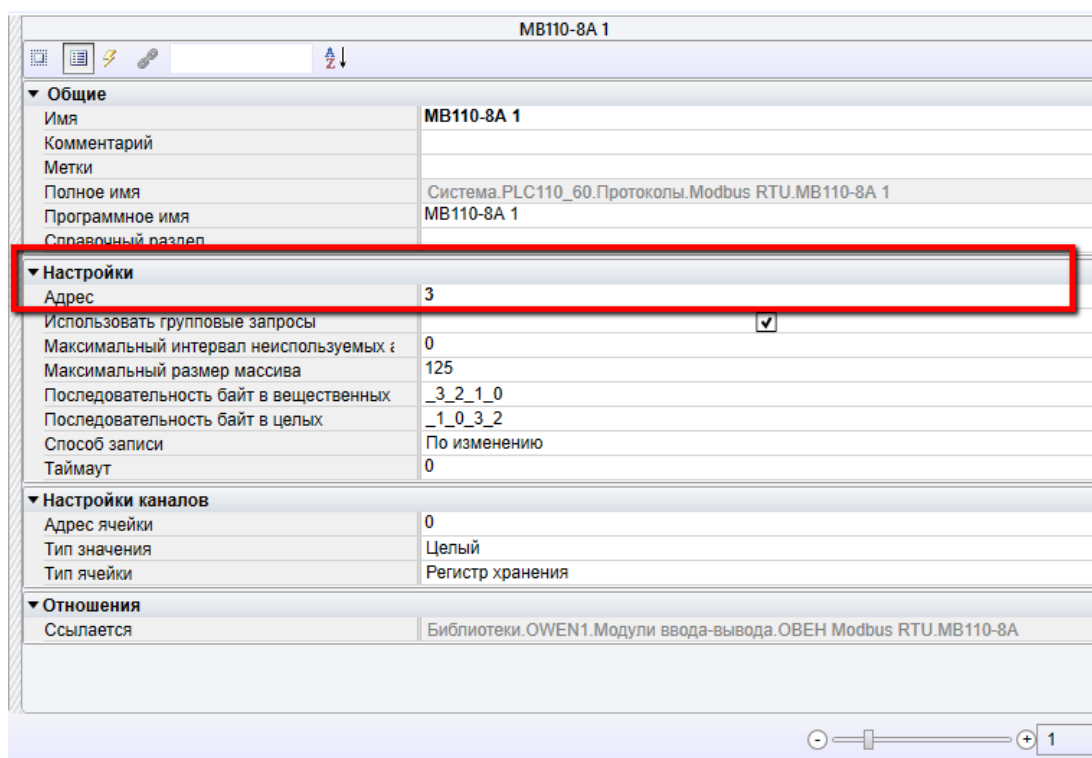 МВ110-8А 1
A
Z
Общие
Имя МВ110-8А 1
Комментарий
Метки
Полное имя Система.PLC110_60.Протоколы.Modbus RTU.МВ110-8А 1
Программное имя МВ110-8А 1
Справочный раздел
Настройки
Адрес 3
Использовать групповые запросы
Максимальный интервал неиспользуемых а 0
Максимальный размер массива 125
Последовательность байт в вещественных _3_2_1_0
Последовательность байт в целых _1_0_3_2
Способ записи По изменению
Таймаут 0
Настройки каналов
Адрес ячейки 0
Тип значения Целый
Тип ячейки Регистр хранения
Отношения
Ссылается Библиотеки.OWEN1.Модули ввода-вывода.ОВЕН Modbus RTU.МВ110-8А
1